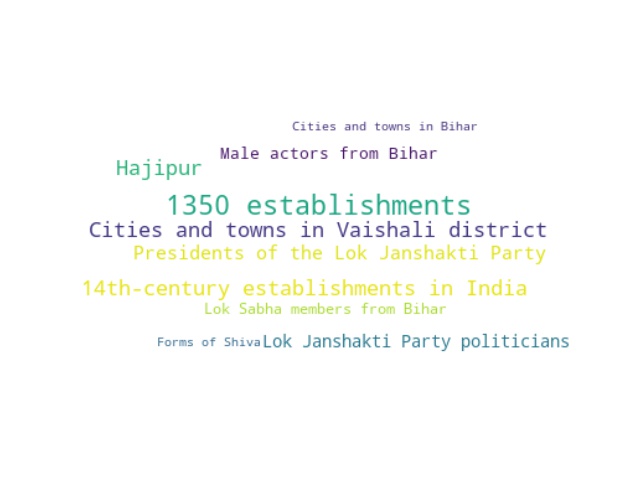 Cities and towns in Bihar
Male actors from Bihar
Hajipur
1350 establishments
Cities and towns in Vaishali district
Presidents of the Lok Janshakti Party
14th-century establishments in India
Lok Sabha members from Bihar
Forms of Shiva
Lok Janshakti Party politicians